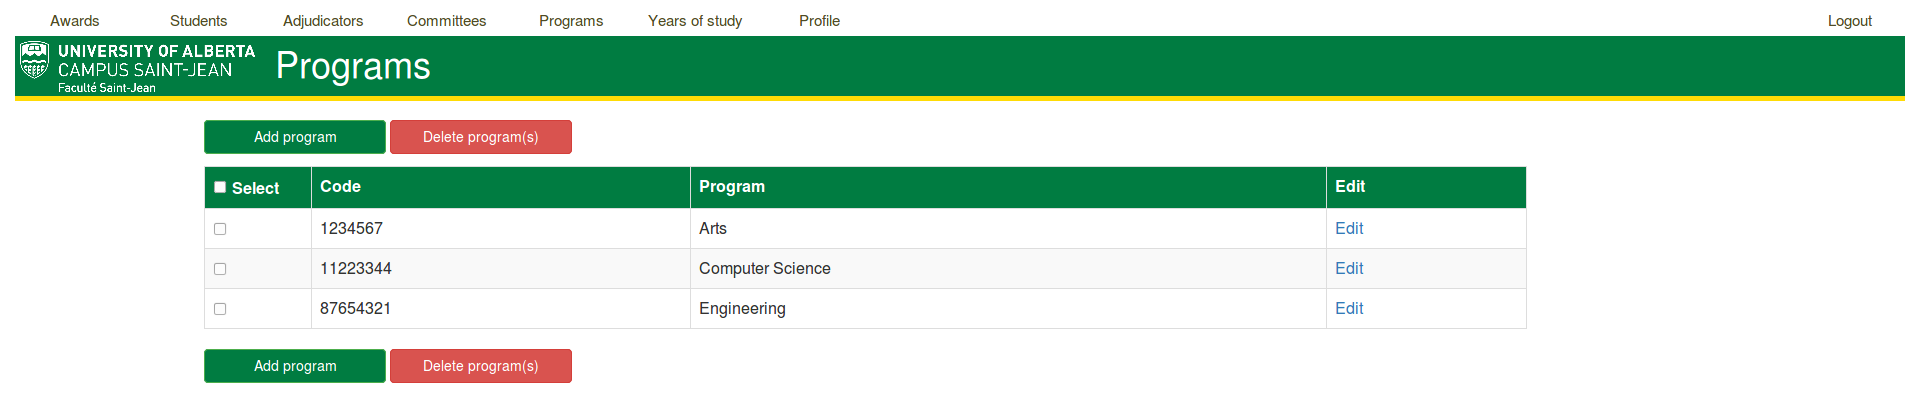 Awards Students Adjudicators Committees Programs Years of study Profile Logout
UNIVERSITY OF ALBERTA
CAMPUS SAINT-JEAN
Faculté Saint-Jean
Programs
Add program Delete program(s)
Select Code Program Edit
1234567 Arts Edit
11223344 Computer Science Edit
87654321 Engineering Edit
Add program Delete program(s)